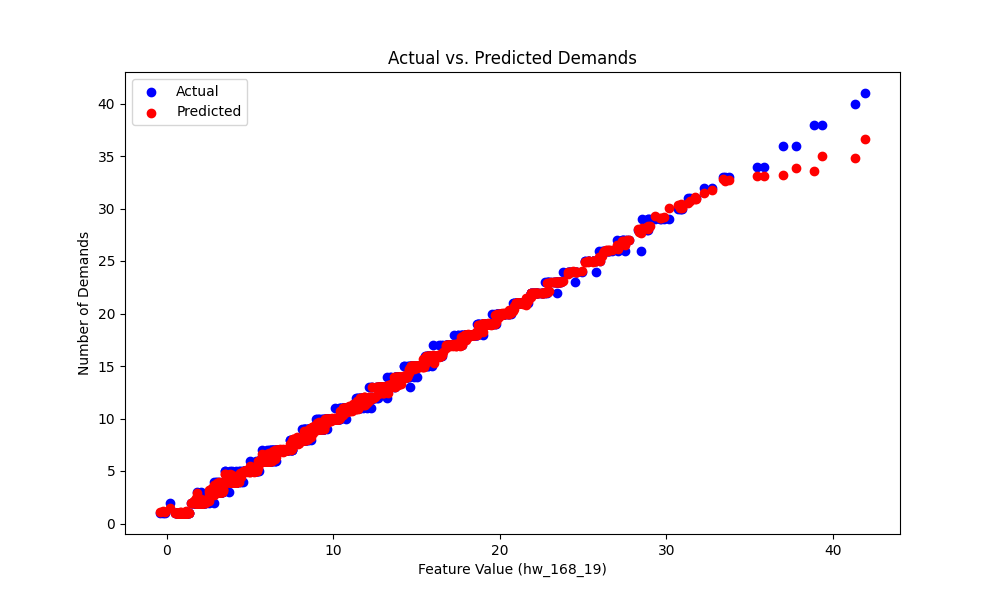 Actual vs. Predicted Demands
Actual
Predicted
40
35
30
25
20
15
10
5
0
Number of Demands
0 10 20 30 40
Feature Value (hw_168_19)